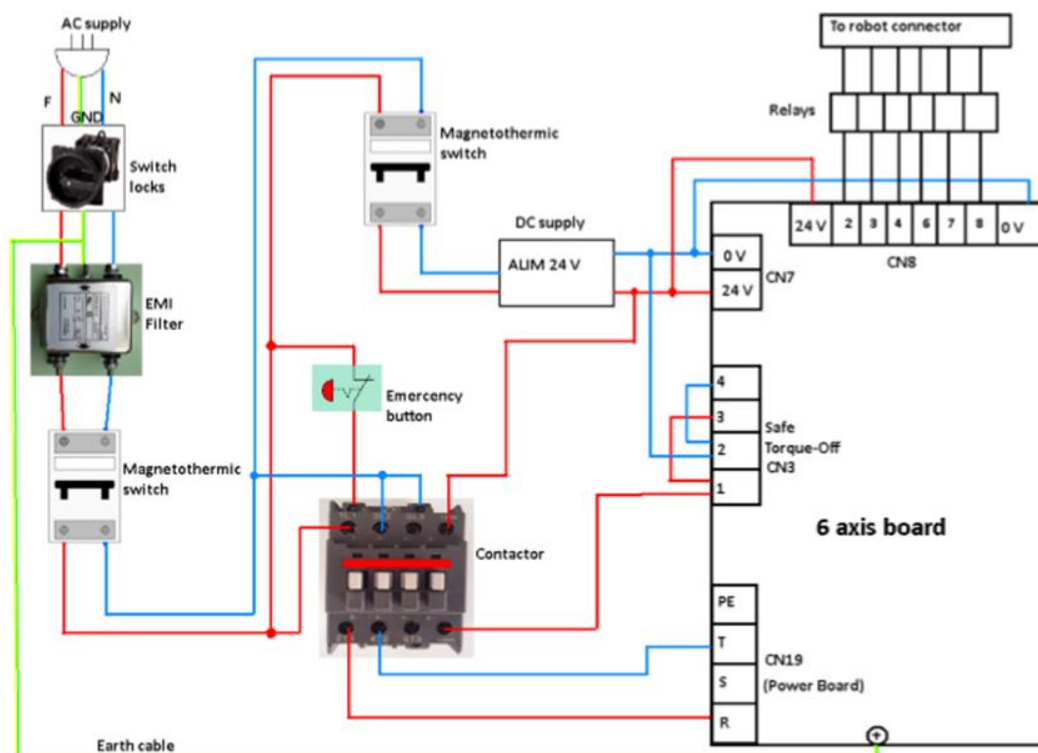 AC supply
F
N
GND
Switch
locks
EMI
Filter
Magnetothermic
switch
Magnetothermic
switch
DC supply
ALIM 24 V
Emercency
button
Contactor
To robot connector
Relays
24 V
2
3
4
6
7
8
0 V
CN8
0 V
24 V
CN7
4
3
2
1
Safe
Torque-Off
CN3
6 axis board
PE
T
S
R
CN19
(Power Board)
Earth cable